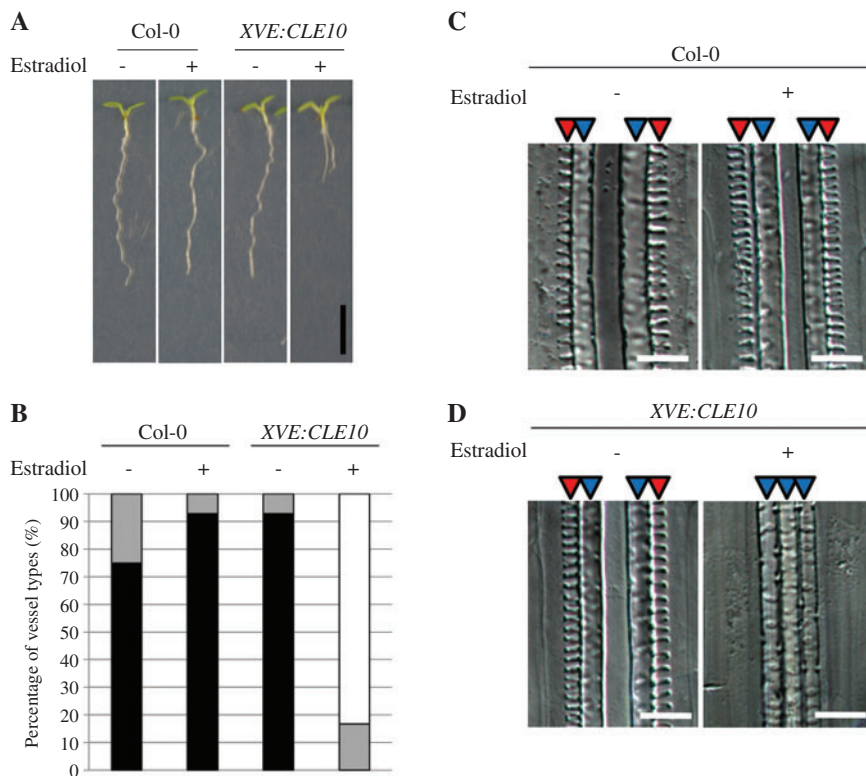 A
Col-0 XVE:CLE10
Estradiol - + - +
B
Col-0 XVE:CLE10
Estradiol - + - +
Percentage of vessel types (%)
100
90
80
70
60
50
40
30
20
10
0
C
Col-0
Estradiol - +
D
XVE:CLE10
Estradiol - +